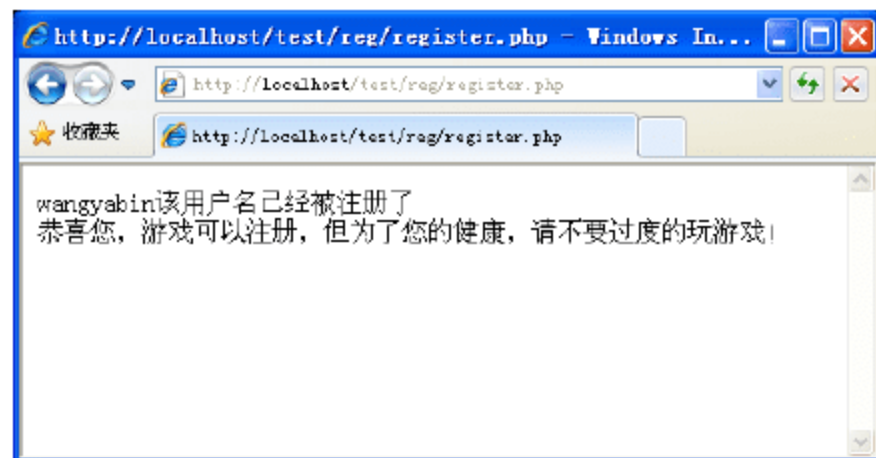 http://localhost/test/reg/register.php - Windows In...
http://localhost/test/reg/register.php
收藏夹
http://localhost/test/reg/register.php
wangyabin该用户名已经被注册了
恭喜您，游戏可以注册，但为了您的健康，请不要过度的玩游戏！